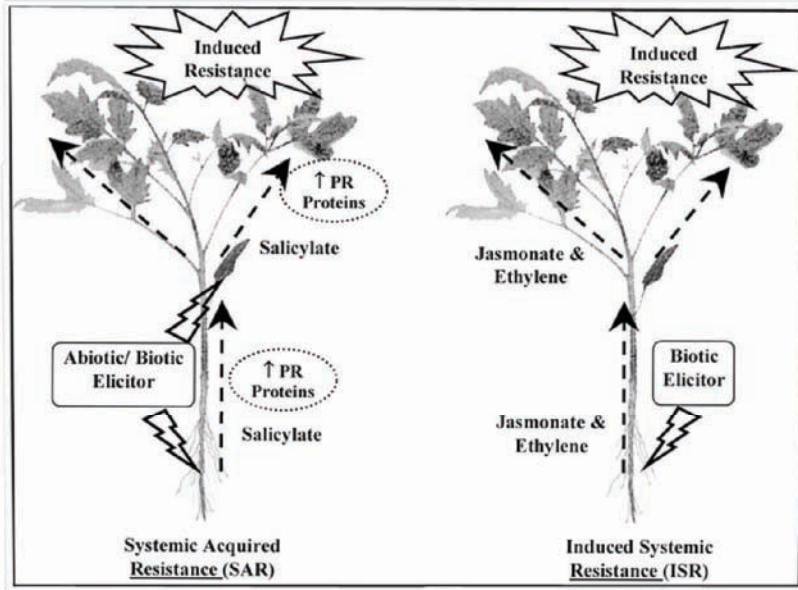 Induced
Resistance
↑ PR
Proteins
Salicylate
Abiotic/ Biotic
Elicitor
↑ PR
Proteins
Salicylate
Systemic Acquired
Resistance (SAR)
Induced
Resistance
Jasmonate &
Ethylene
Biotic
Elicitor
Jasmonate &
Ethylene
Induced Systemic
Resistance (ISR)